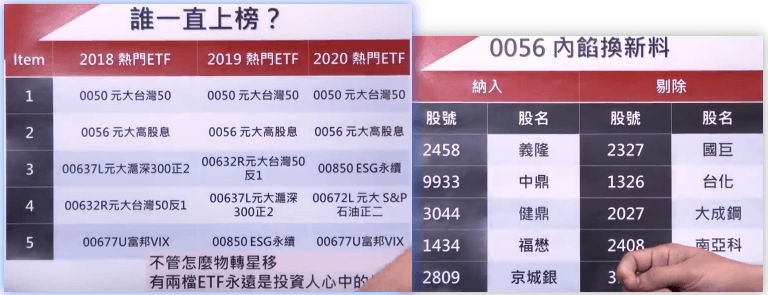 誰一直上榜？
Item 2018 熱門ETF 2019 熱門ETF 2020 熱門ETF
1 0050 元大台灣50 0050 元大台灣50 0050 元大台灣50
2 0056 元大高股息 0056 元大高股息 0056 元大高股息
3 00637L元大滬深300正2 00632R元大台灣50
反1 00850 ESG永續
4 00632R元大台灣50反1 00637L元大滬深
300正2 00672L 元大 S&P
石油正二
5 00677U富邦VIX 00850 ESG永續 00677U富邦VIX
不管怎麼物轉星移
有兩檔ETF永遠是投資人心中的
0056 內餡換新料
納入 剔除
股號 股名 股號 股名
2458 義隆 2327 國巨
9933 中鼎 1326 台化
3044 健鼎 2027 大成鋼
1434 福懋 2408 南亞科
2809 京城銀 3